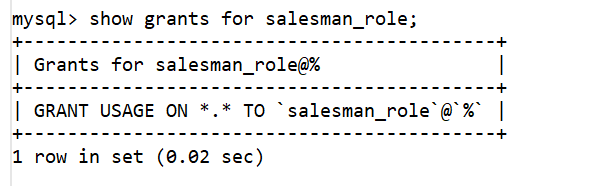 mysql> show grants for salesman_role;
+-------------------------------------------+
| Grants for salesman_role@%                |
+-------------------------------------------+
| GRANT USAGE ON *.* TO `salesman_role`@`%` |
+-------------------------------------------+
1 row in set (0.02 sec)